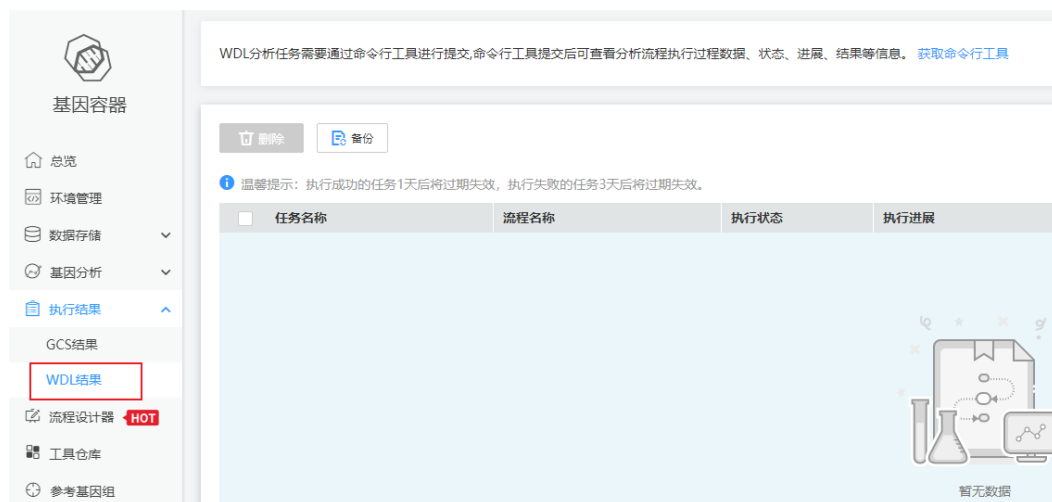 基因容器
总览
环境管理
数据存储
基因分析
执行结果
GCS结果
WDL结果
流程设计器 HOT
工具仓库
参考基因组
WDL分析任务需要通过命令行工具进行提交,命令行工具提交后可查看分析流程执行过程数据、状态、进展、结果等信息。 获取命令行工具
删除 备份
温馨提示：执行成功的任务1天后将过期失效，执行失败的任务3天后将过期失效。
任务名称 流程名称 执行状态 执行进展
暂无数据